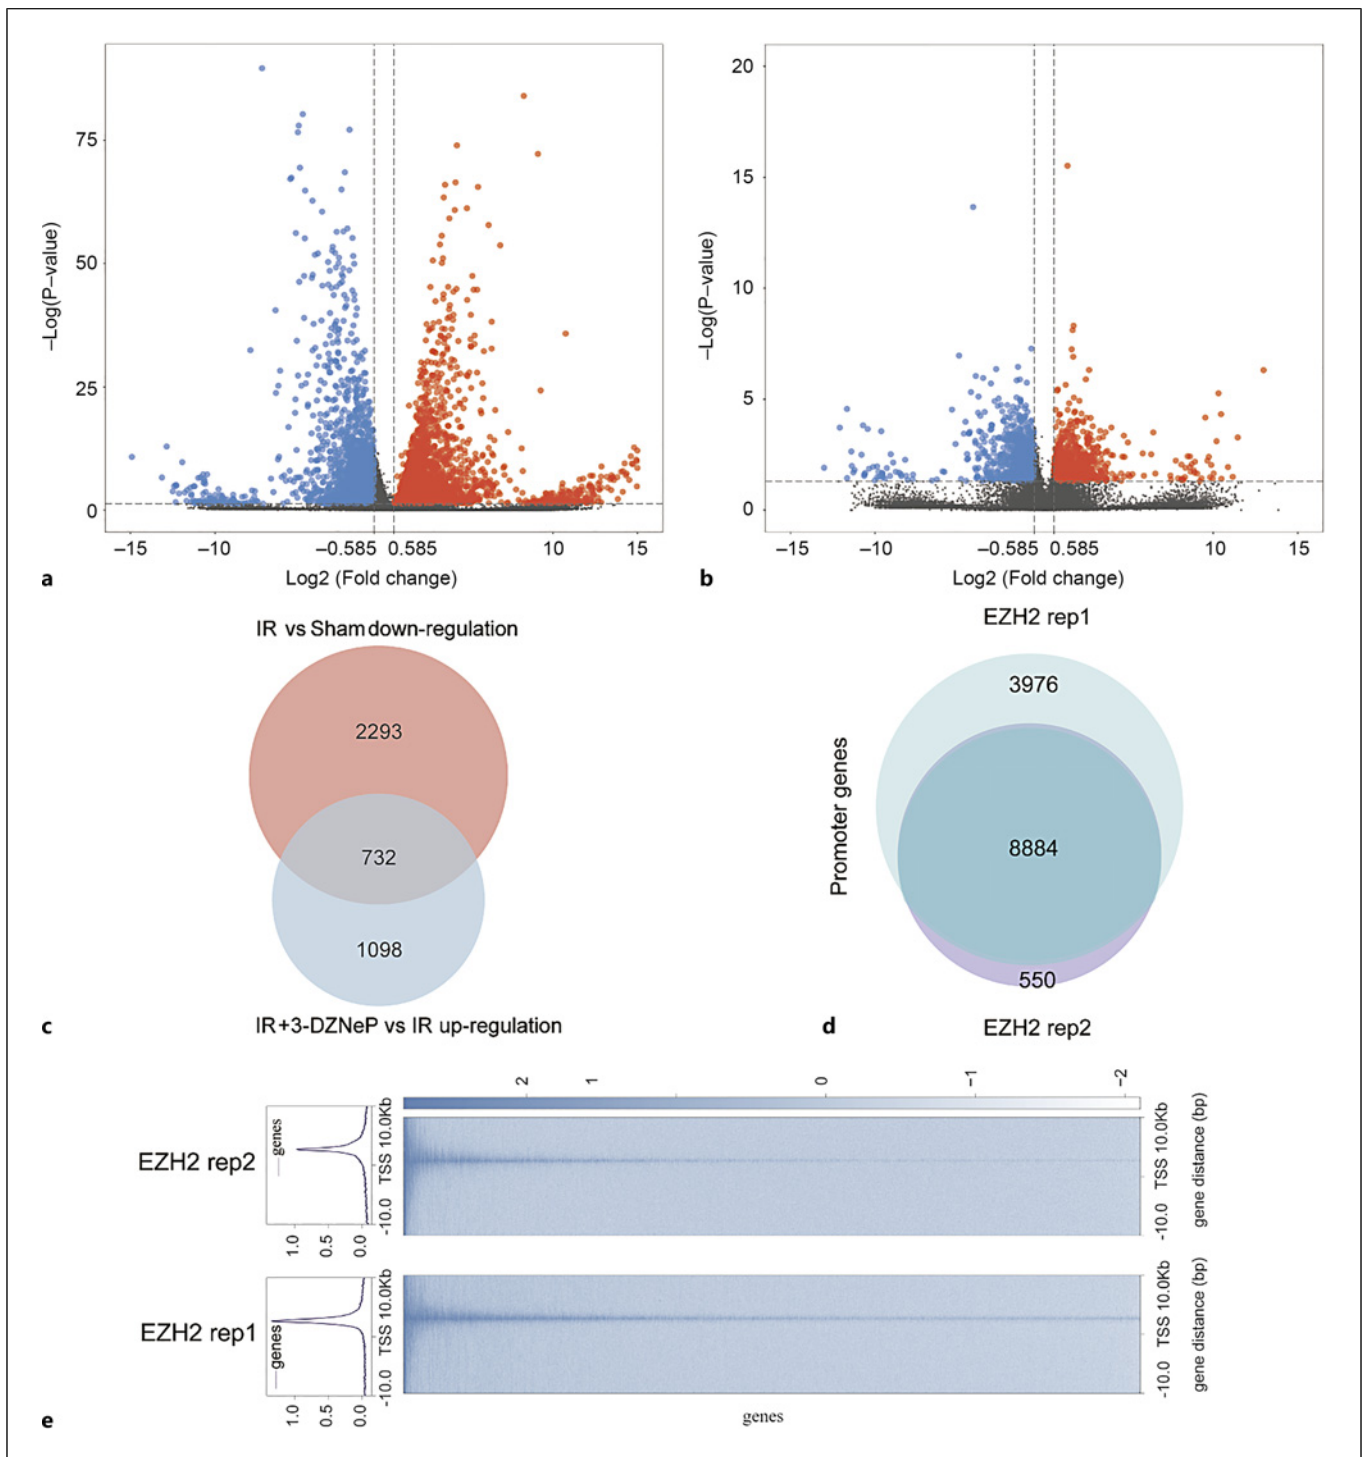 75
50
25
0
–Log(P–value)
–15
–10
–0.585
0.585
10
15
Log2 (Fold change)
a
20
15
10
5
0
–Log(P–value)
–15
–10
–0.585
0.585
10
15
Log2 (Fold change)
b
IR vs Sham down-regulation
2293
732
1098
IR+3-DZNeP vs IR up-regulation
c
EZH2 rep1
Promoter genes
3976
8884
550
EZH2 rep2
d
2
1
0
−1
−2
EZH2 rep2
genes
1.0
0.5
0.0
-10.0 TSS 10.0Kb
-10.0 TSS 10.0Kb
gene distance (bp)
EZH2 rep1
genes
1.0
0.5
0.0
-10.0 TSS 10.0Kb
-10.0 TSS 10.0Kb
gene distance (bp)
genes
e